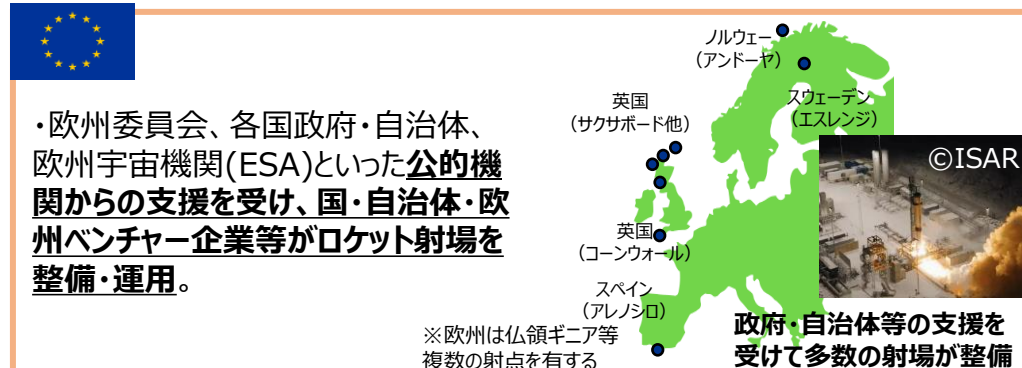 ・欧州委員会、各国政府・自治体、
欧州宇宙機関(ESA)といった公的機
関からの支援を受け、国・自治体・欧
州ベンチャー企業等がロケット射場を
整備・運用。
ノルウェー
（アンドーヤ）
スウェーデン
（エスレンジ）
英国
（サクサボード他）
英国
（コーンウォール）
スペイン
（アレノシロ）
※欧州は仏領ギニア等
複数の射点を有する
©ISAR
政府・自治体等の支援を
受けて多数の射場が整備